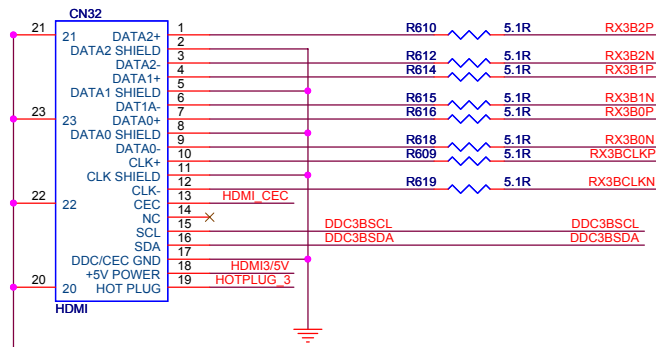 CN32
21 21 DATA2+ 1 R610 5.1R RX3B2P
DATA2 SHIELD 2
DATA2- 3 R612 5.1R RX3B2N
DATA1+ 4 R614 5.1R RX3B1P
DATA1 SHIELD 5
DAT1A- 6 R615 5.1R RX3B1N
23 23 DATA0+ 7 R616 5.1R RX3B0P
DATA0 SHIELD 8
DATA0- 9 R618 5.1R RX3B0N
CLK+ 10 R609 5.1R RX3BCLKP
CLK SHIELD 11
CLK- 12 R619 5.1R RX3BCLKN
22 22 CEC 13 HDMI_CEC
NC 14
SCL 15 DDC3BSCL DDC3BSCL
SDA 16 DDC3BSDA DDC3BSDA
DDC/CEC GND 17
+5V POWER 18 HDMI3/5V
20 20 HOT PLUG 19 HOTPLUG_3
HDMI